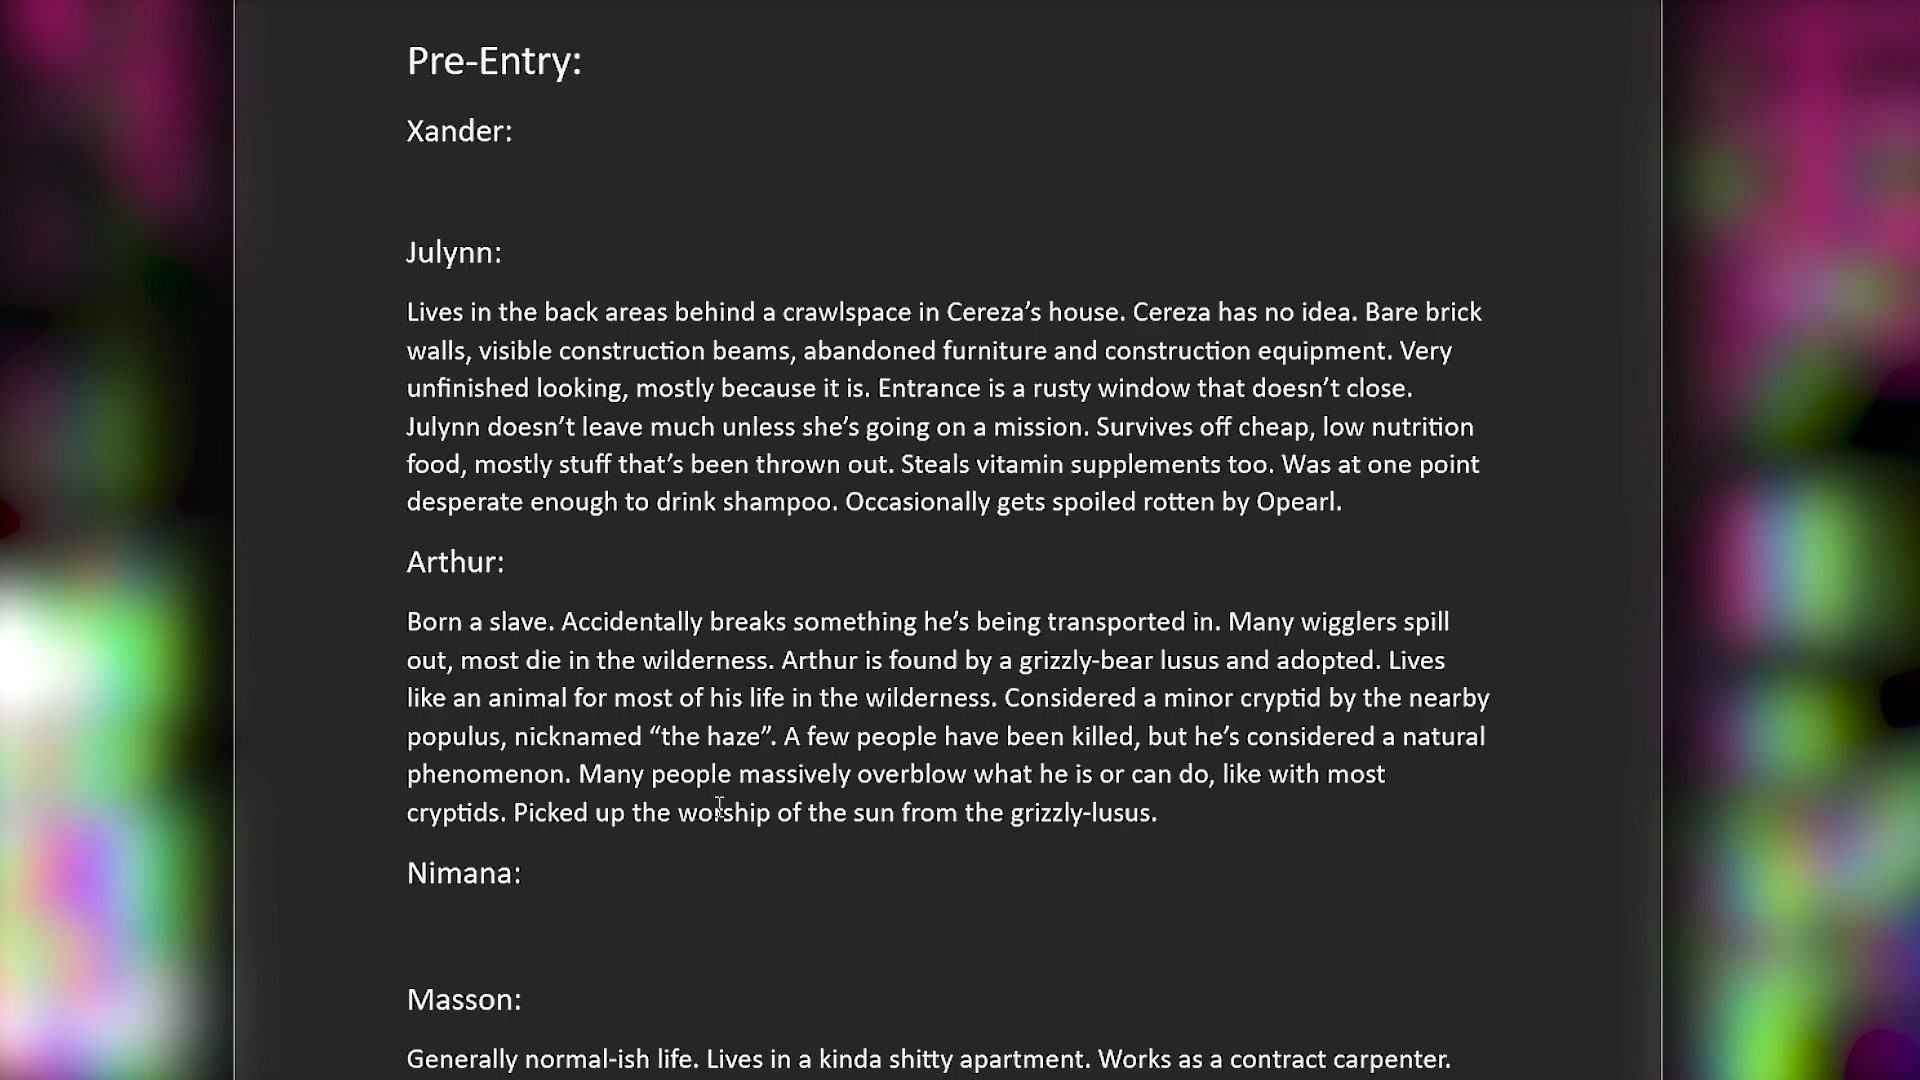 Pre-Entry:
Xander:
Julynn:
Lives in the back areas behind a crawlspace in Cereza’s house. Cereza has no idea. Bare brick
walls, visible construction beams, abandoned furniture and construction equipment. Very
unfinished looking, mostly because it is. Entrance is a rusty window that doesn’t close.
Julynn doesn’t leave much unless she’s going on a mission. Survives off cheap, low nutrition
food, mostly stuff that’s been thrown out. Steals vitamin supplements too. Was at one point
desperate enough to drink shampoo. Occasionally gets spoiled rotten by Opearl.
Arthur:
Born a slave. Accidentally breaks something he’s being transported in. Many wigglers spill
out, most die in the wilderness. Arthur is found by a grizzly-bear lusus and adopted. Lives
like an animal for most of his life in the wilderness. Considered a minor cryptid by the nearby
populus, nicknamed “the haze”. A few people have been killed, but he’s considered a natural
phenomenon. Many people massively overblow what he is or can do, like with most
cryptids. Picked up the worship of the sun from the grizzly-lusus.
Nimana:
Masson:
Generally normal-ish life. Lives in a kinda shitty apartment. Works as a contract carpenter.